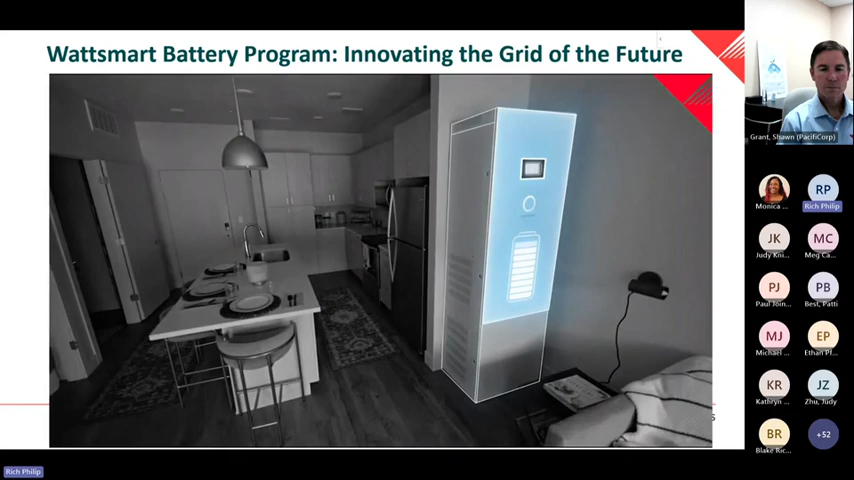 Wattsmart Battery Program: Innovating the Grid of the Future
Grant, Shawn (PacifiCorp)
Monica ...
RP
Rich Philip
JK
Judy Kni...
MC
Meg Ca...
PJ
Paul Join...
PB
Best, Patti
MJ
Michael ...
EP
Ethan Pf...
KR
Kathryn ...
JZ
Zhu, Judy
BR
Blake Ric...
+52
5
Rich Philip